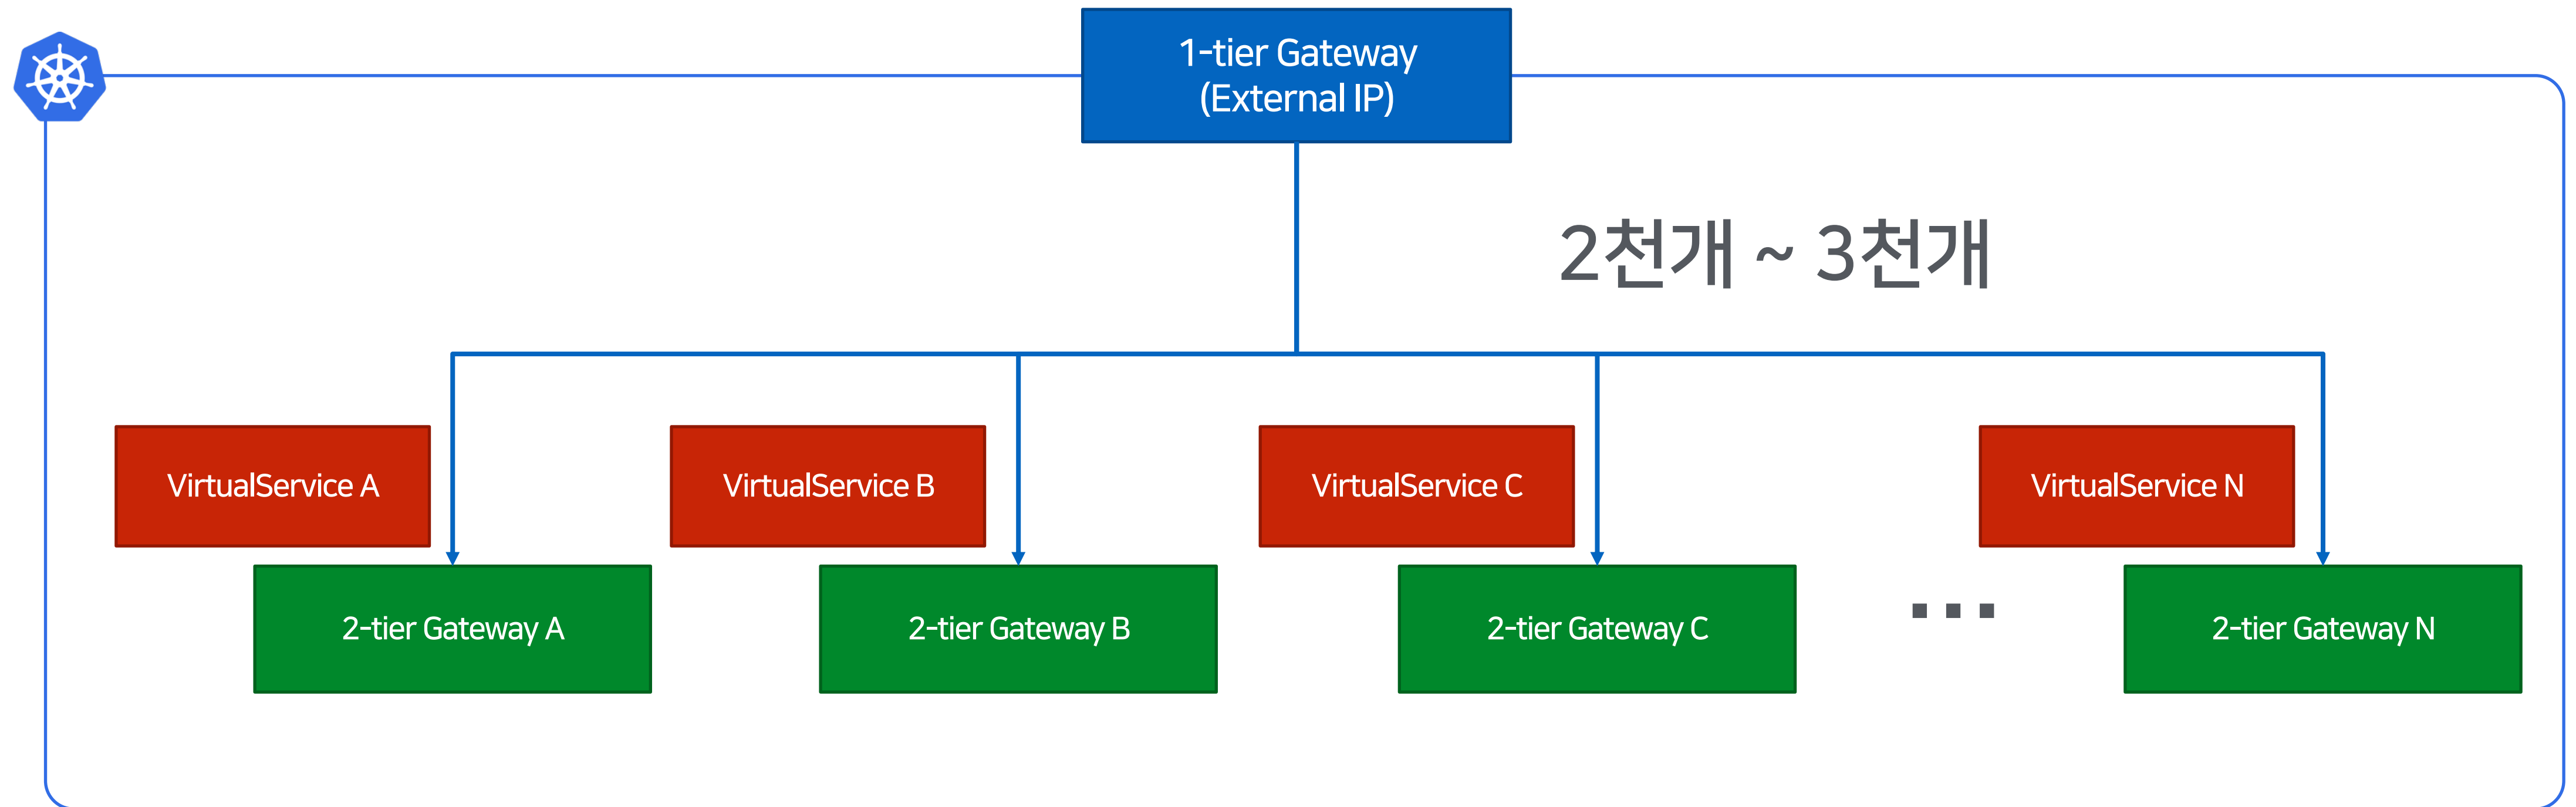 1-tier Gateway
(External IP)
2천개 ~ 3천개
VirtualService A
VirtualService B
VirtualService C
VirtualService N
2-tier Gateway A
2-tier Gateway B
2-tier Gateway C
...
2-tier Gateway N